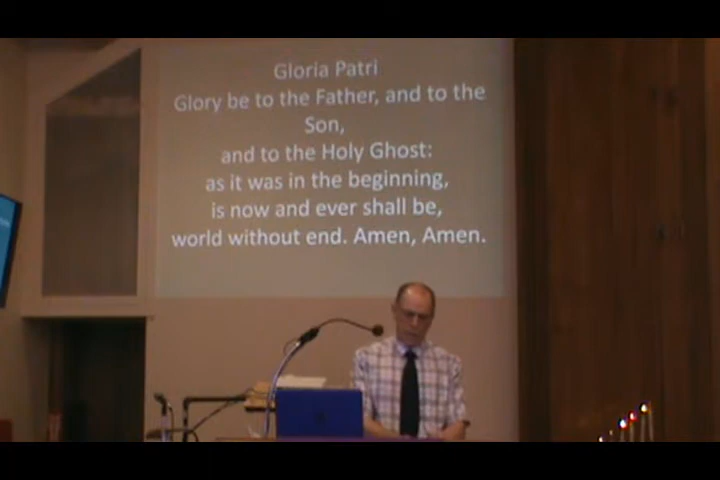 Gloria Patri
Glory be to the Father, and to the
Son,
and to the Holy Ghost:
as it was in the beginning,
is now and ever shall be,
world without end. Amen, Amen.